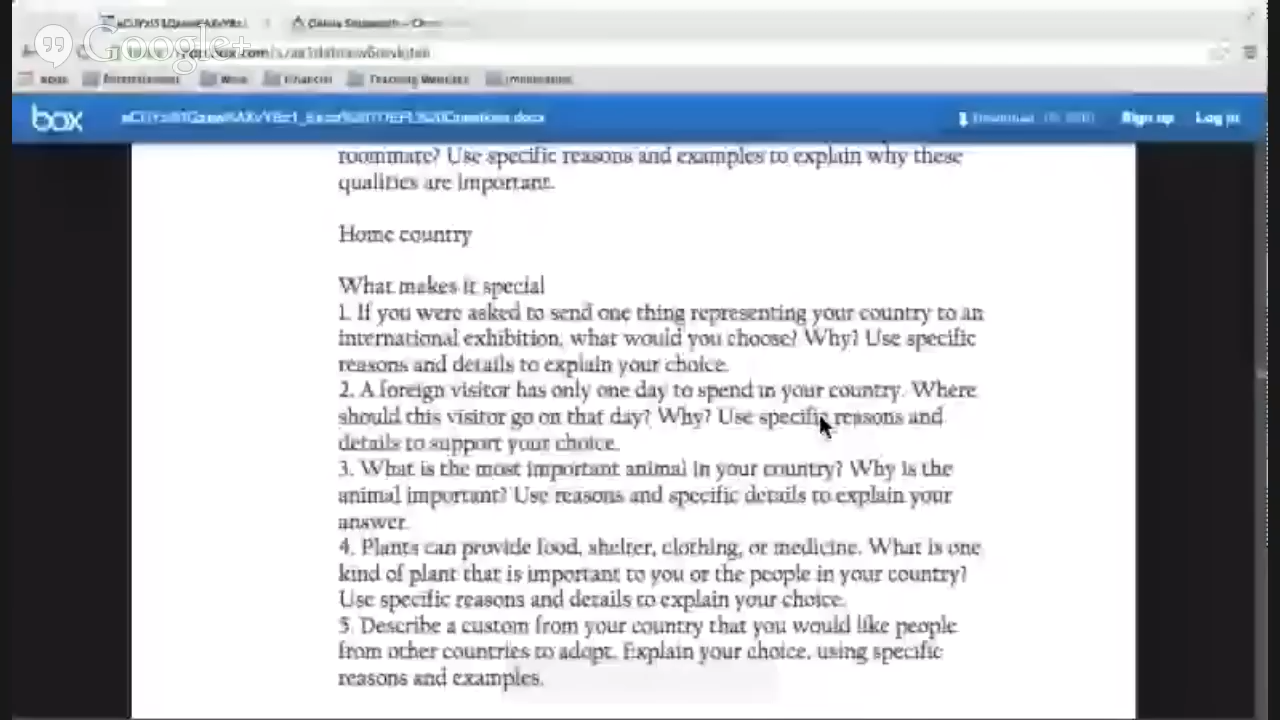 Google+
box
Sign up
Log in
roommate? Use specific reasons and examples to explain why these
qualities are important.
Home country
What makes it special
1. If you were asked to send one thing representing your country to an
international exhibition, what would you choose? Why? Use specific
reasons and details to explain your choice.
2. A foreign visitor has only one day to spend in your country. Where
should this visitor go on that day? Why? Use specific reasons and
details to support your choice.
3. What is the most important animal in your country? Why is the
animal important? Use reasons and specific details to explain your
answer.
4. Plants can provide food, shelter, clothing, or medicine. What is one
kind of plant that is important to you or the people in your country?
Use specific reasons and details to explain your choice.
5. Describe a custom from your country that you would like people
from other countries to adopt. Explain your choice, using specific
reasons and examples.